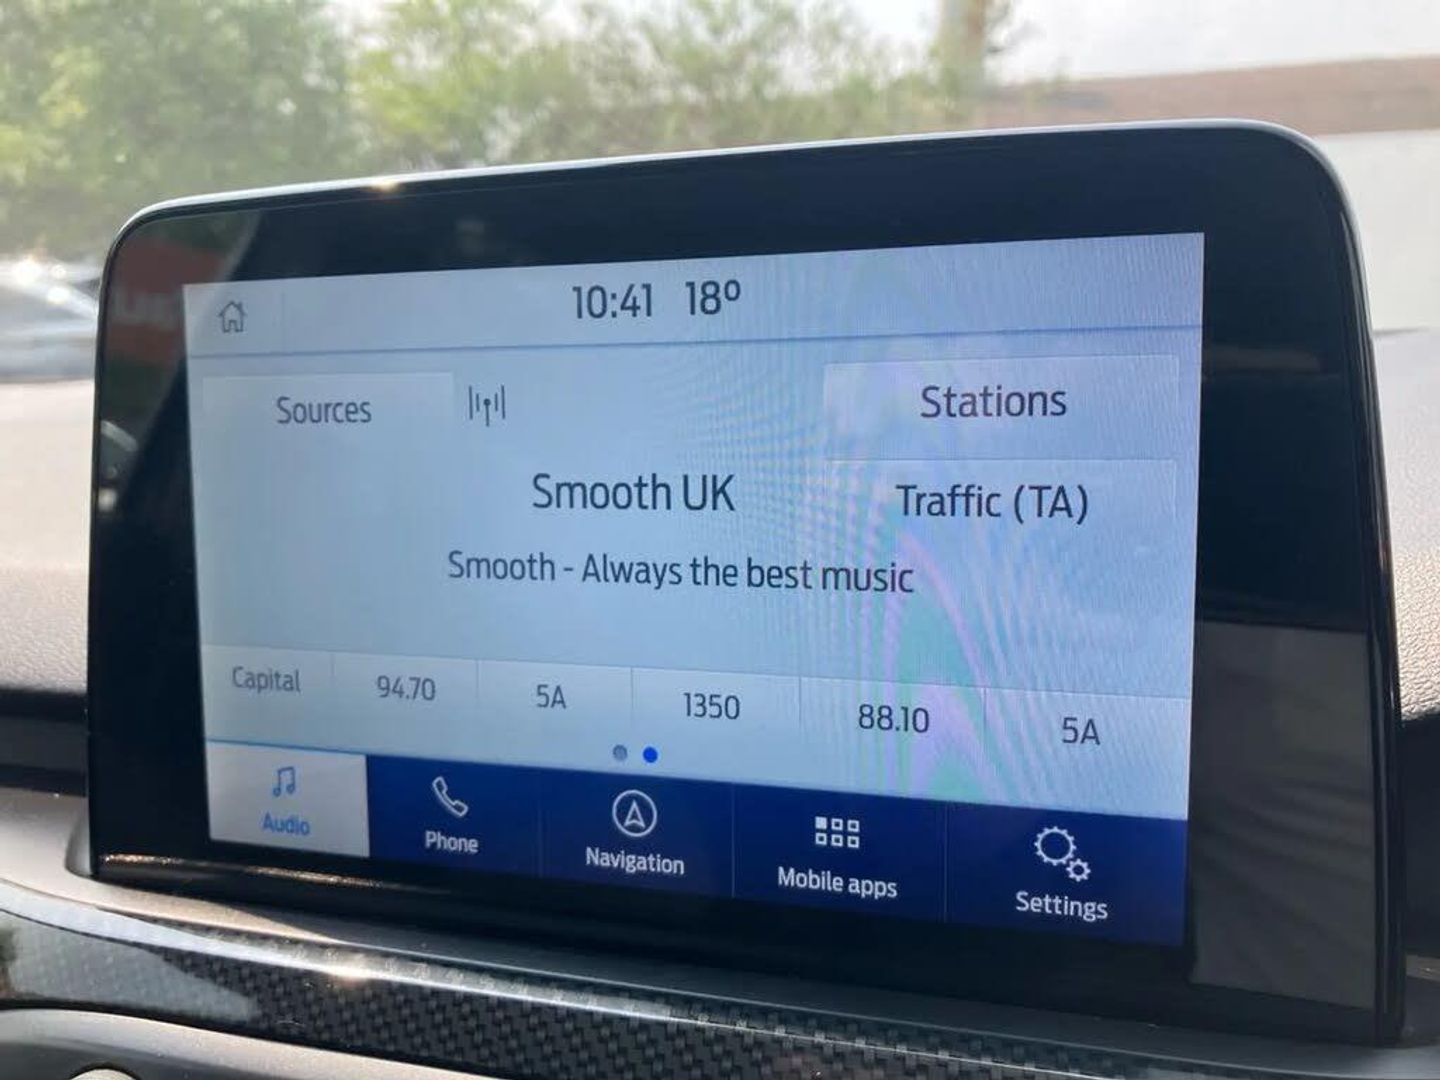 10:41 18°
Sources
Stations
Smooth UK
Traffic (TA)
Smooth - Always the best music
Capital 94.70 5A 1350 88.10 5A
Audio Phone Navigation Mobile apps Settings